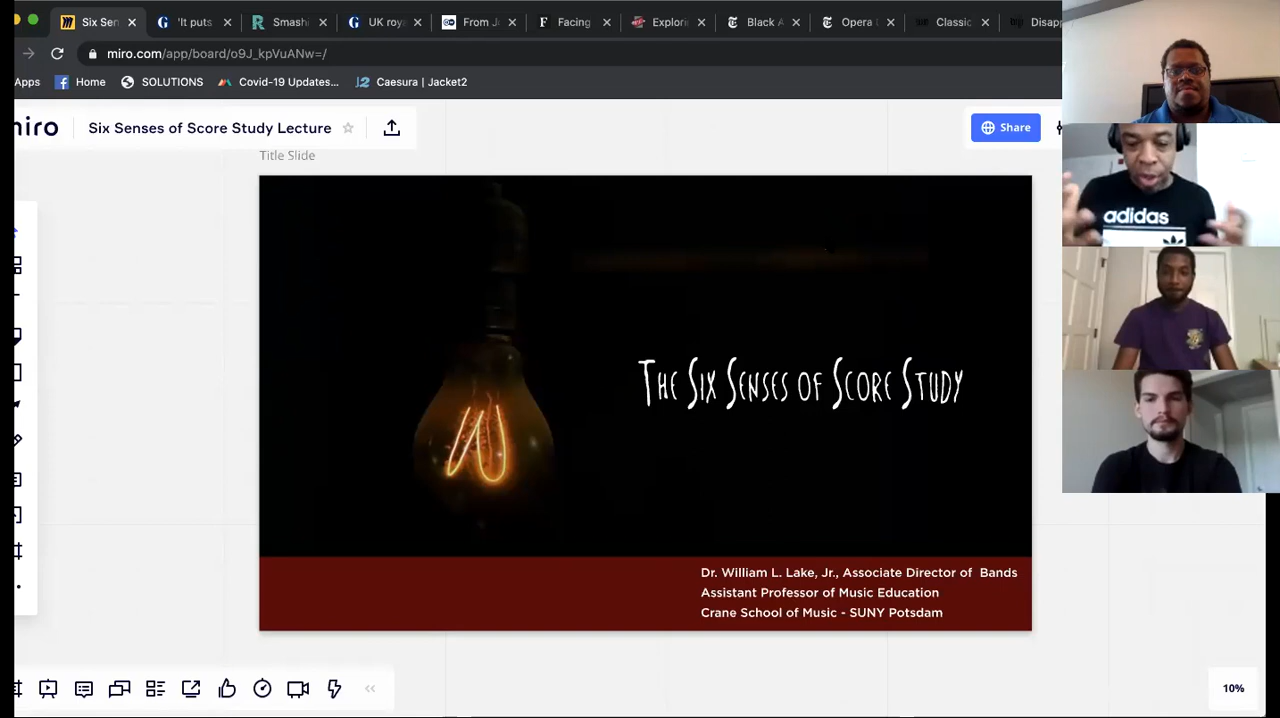 Six Sen
'It puts
Smashi
UK roy
From Jo
Facing
Explori
Black A
Opera
Classic
Disap
miro.com/app/board/o9J_kpVuANw=/
Apps
Home
SOLUTIONS
Covid-19 Updates...
Caesura | Jacket2
miro
Six Senses of Score Study Lecture
Share
Title Slide
adidas
The Six Senses of Score Study
Dr. William L. Lake, Jr., Associate Director of Bands
Assistant Professor of Music Education
Crane School of Music - SUNY Potsdam
10%